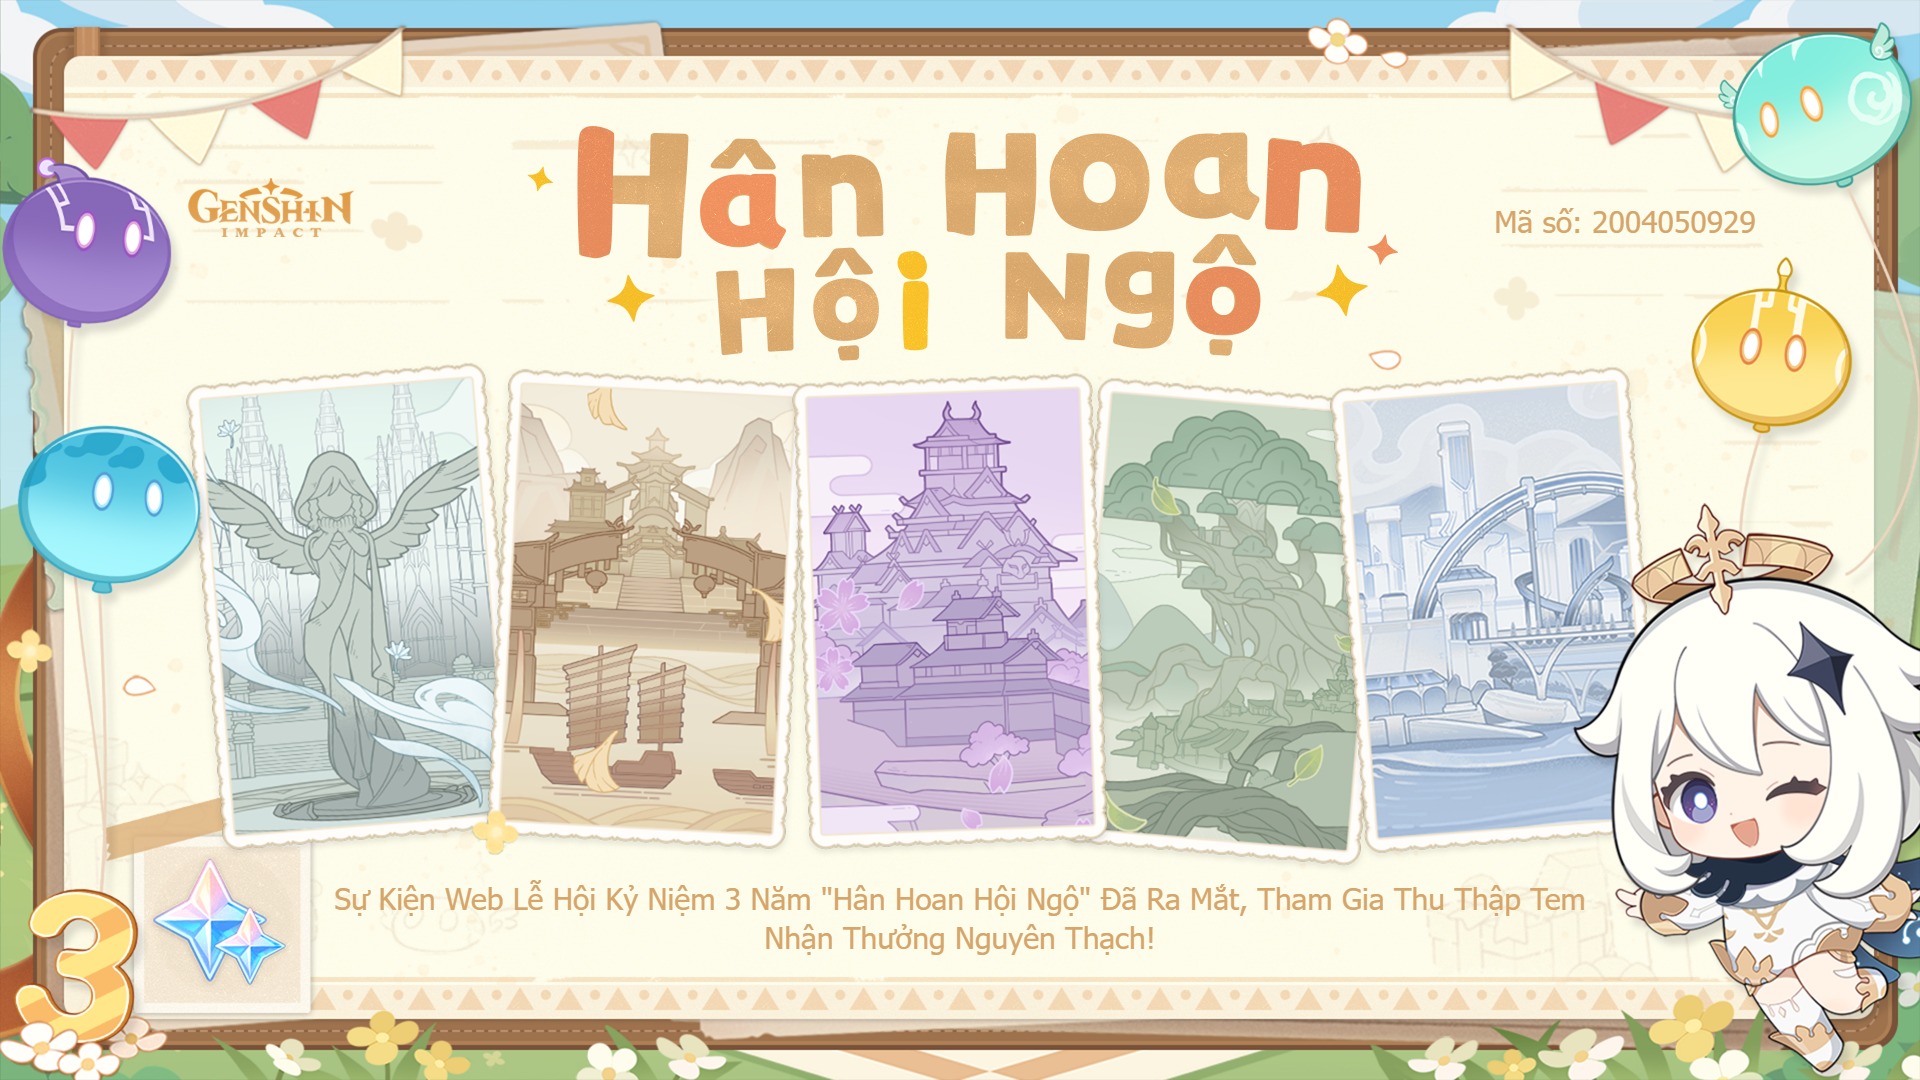 GENSHIN
IMPACT
Hân Hoan
Hội Ngộ
Mã số: 2004050929
Sự Kiện Web Lễ Hội Kỷ Niệm 3 Năm "Hân Hoan Hội Ngộ" Đã Ra Mắt, Tham Gia Thu Thập Tem
Nhận Thưởng Nguyên Thạch!
3